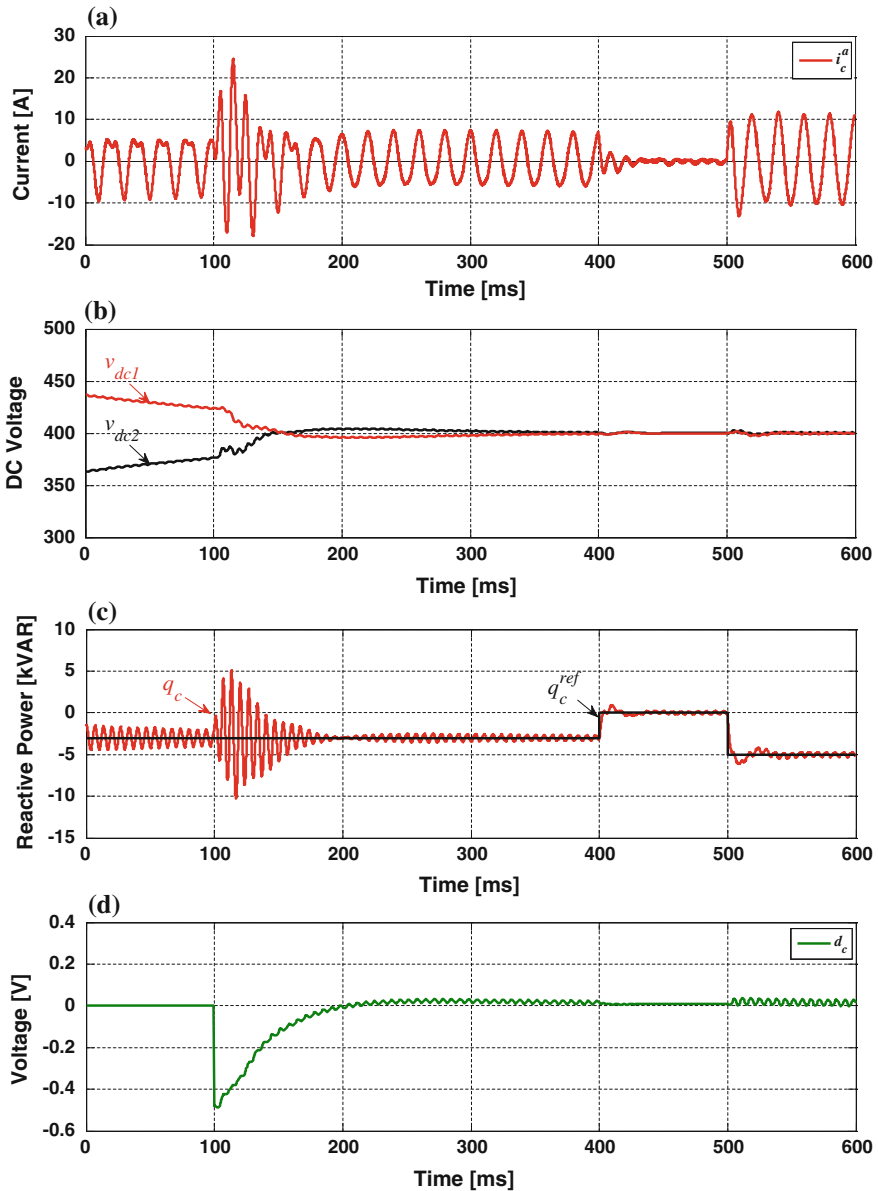 (a)
Current [A]
30
20
10
0
-10
-20
i_c^a
0 100 200 300 400 500 600
Time [ms]
(b)
DC Voltage
500
450
400
350
300
v_dc1
v_dc2
0 100 200 300 400 500 600
Time [ms]
(c)
Reactive Power [kVAR]
10
5
0
-5
-10
-15
q_c
q_c^ref
0 100 200 300 400 500 600
Time [ms]
(d)
Voltage [V]
0.4
0.2
0
-0.2
-0.4
-0.6
d_c
0 100 200 300 400 500 600
Time [ms]